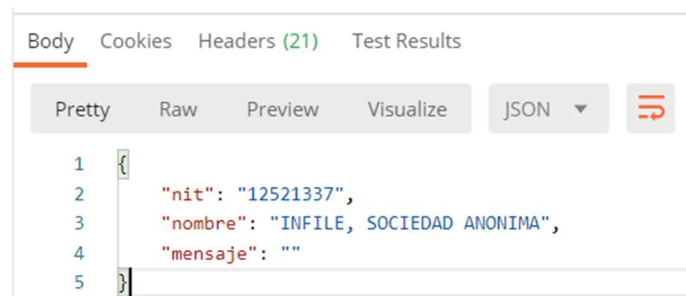 Body Cookies Headers (21) Test Results
Pretty Raw Preview Visualize JSON
1 {
2 "nit": "12521337",
3 "nombre": "INFILE, SOCIEDAD ANONIMA",
4 "mensaje": ""
5 }